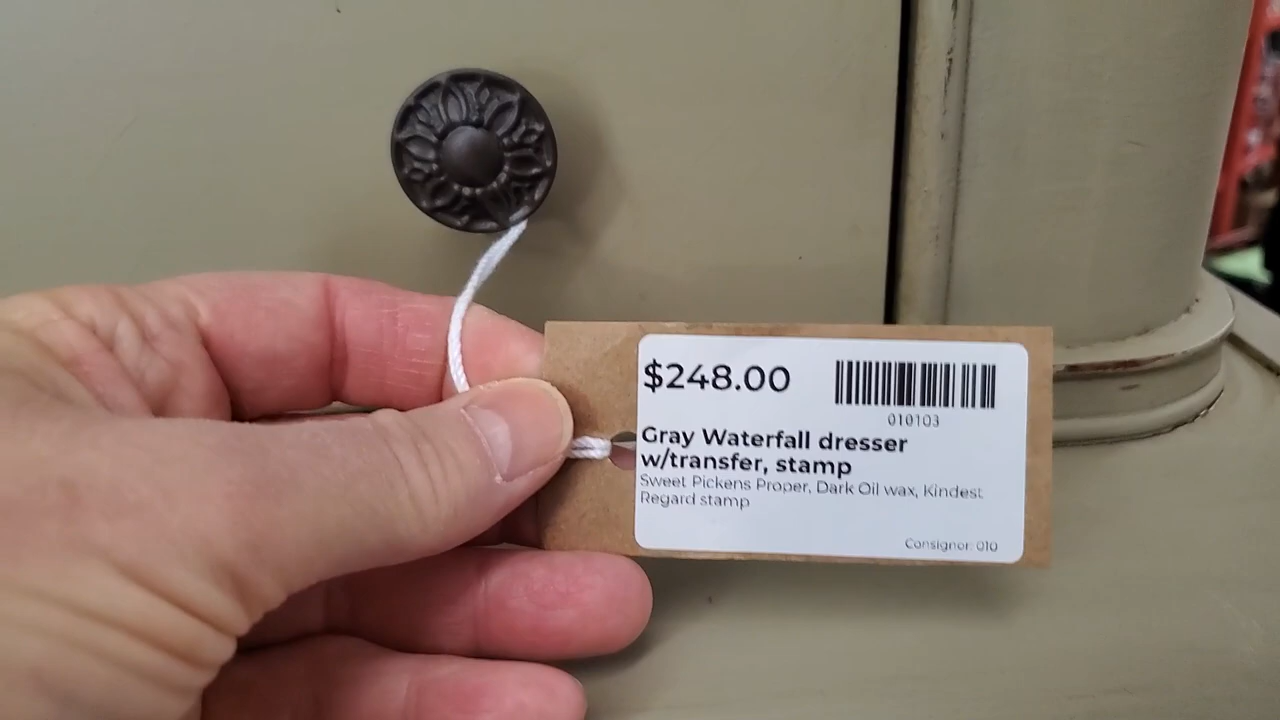 $248.00
010103
Gray Waterfall dresser
w/transfer, stamp
Sweet Pickens Proper, Dark Oil wax, Kindest
Regard stamp
Consignor: 010